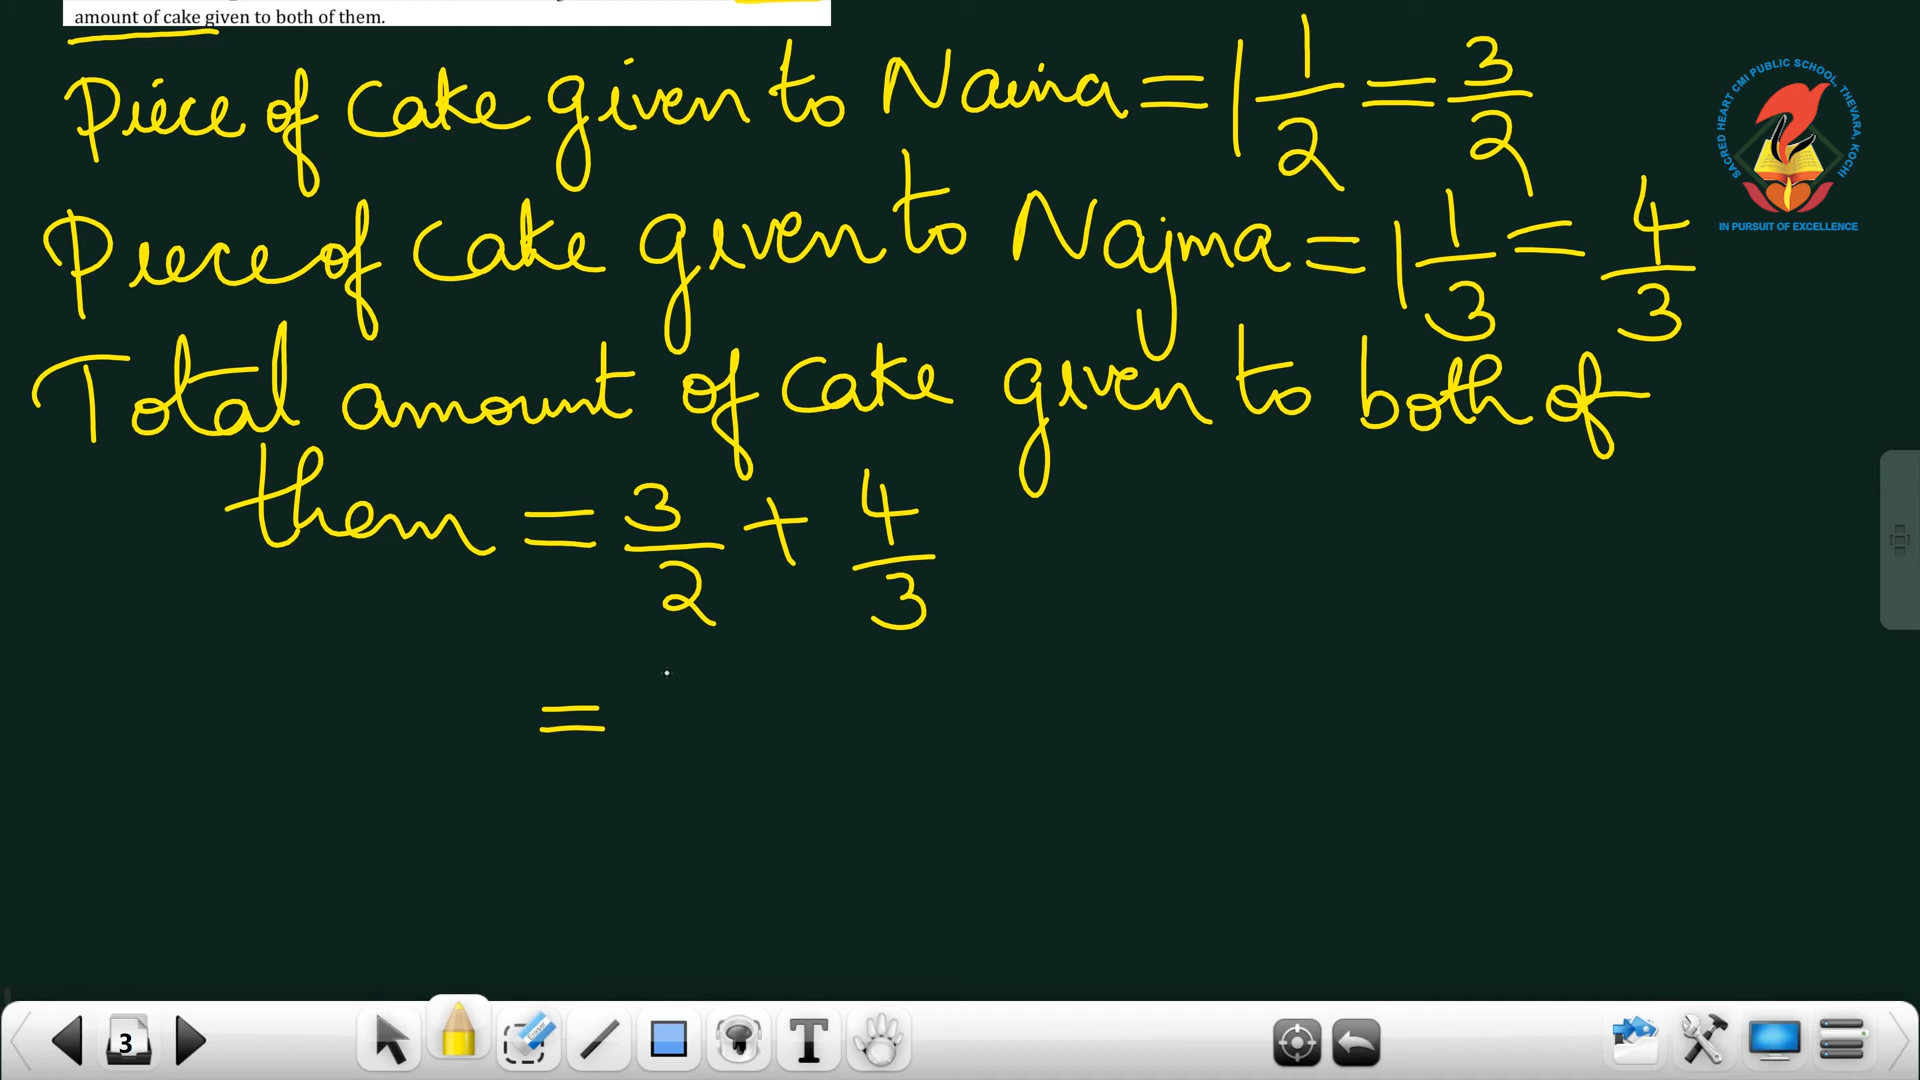 amount of cake given to both of them.
Piece of cake given to Naina = 1 1/2 = 3/2
Piece of cake given to Najma = 1 1/3 = 4/3
Total amount of cake given to both of
them = 3/2 + 4/3
=
SACRED HEART CMI PUBLIC SCHOOL, THEVARA, KOCHI
IN PURSUIT OF EXCELLENCE
3
Eraser
T